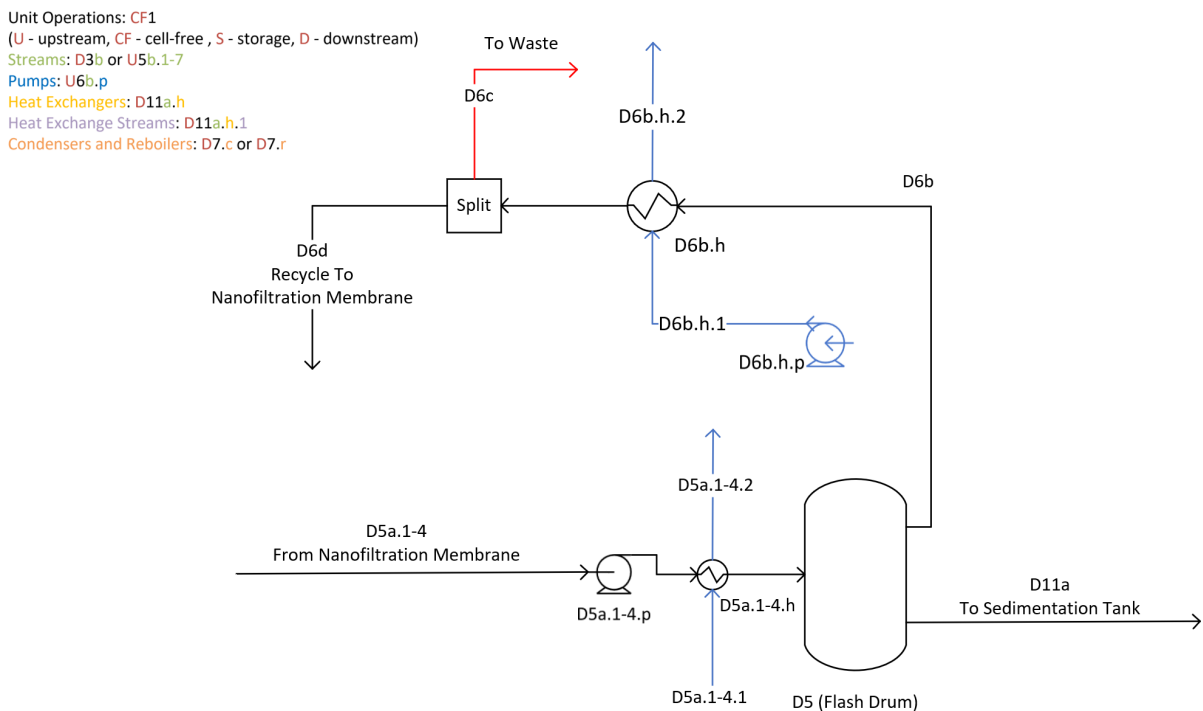 Unit Operations: CF1
(U - upstream, CF - cell-free , S - storage, D - downstream)
Streams: D3b or U5b.1-7
Pumps: U6b.p
Heat Exchangers: D11a.h
Heat Exchange Streams: D11a.h.1
Condensers and Reboilers: D7.c or D7.r
To Waste
D6c
D6b.h.2
D6b
Split
D6b.h
D6d
Recycle To
Nanofiltration Membrane
D6b.h.1
D6b.h.p
D5a.1-4.2
D5a.1-4
From Nanofiltration Membrane
D5a.1-4.p
D5a.1-4.h
D11a
To Sedimentation Tank
D5a.1-4.1
D5 (Flash Drum)